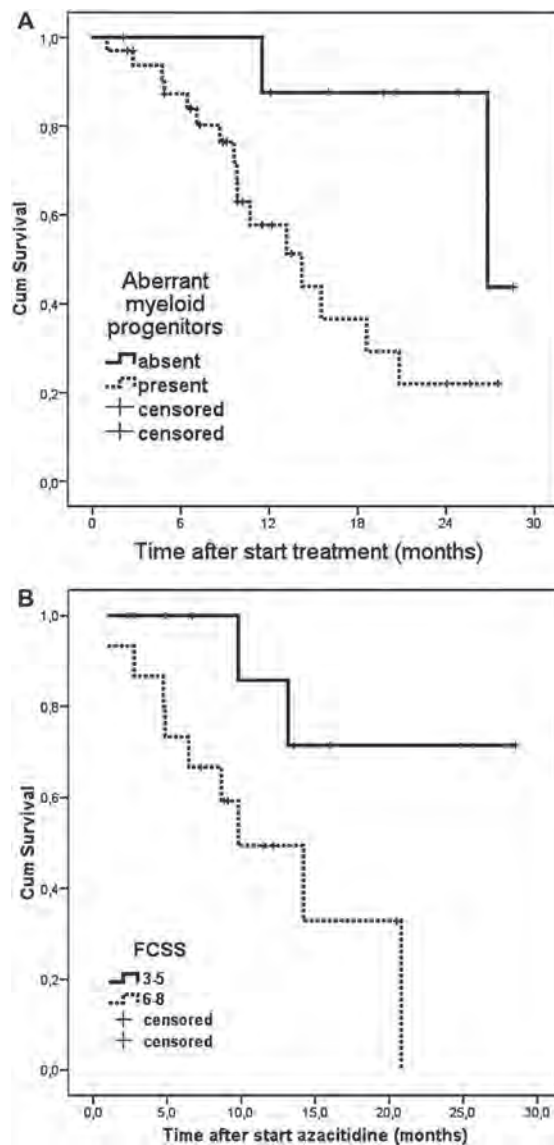 A
1,0
0,8
0,6
0,4
0,2
0,0
Cum Survival
Aberrant
myeloid
progenitors
absent
present
censored
censored
0 6 12 18 24 30
Time after start treatment (months)
B
1,0
0,8
0,6
0,4
0,2
0,0
Cum Survival
FCSS
3-5
6-8
censored
censored
0,0 5,0 10,0 15,0 20,0 25,0 30,0
Time after start azacitidine (months)